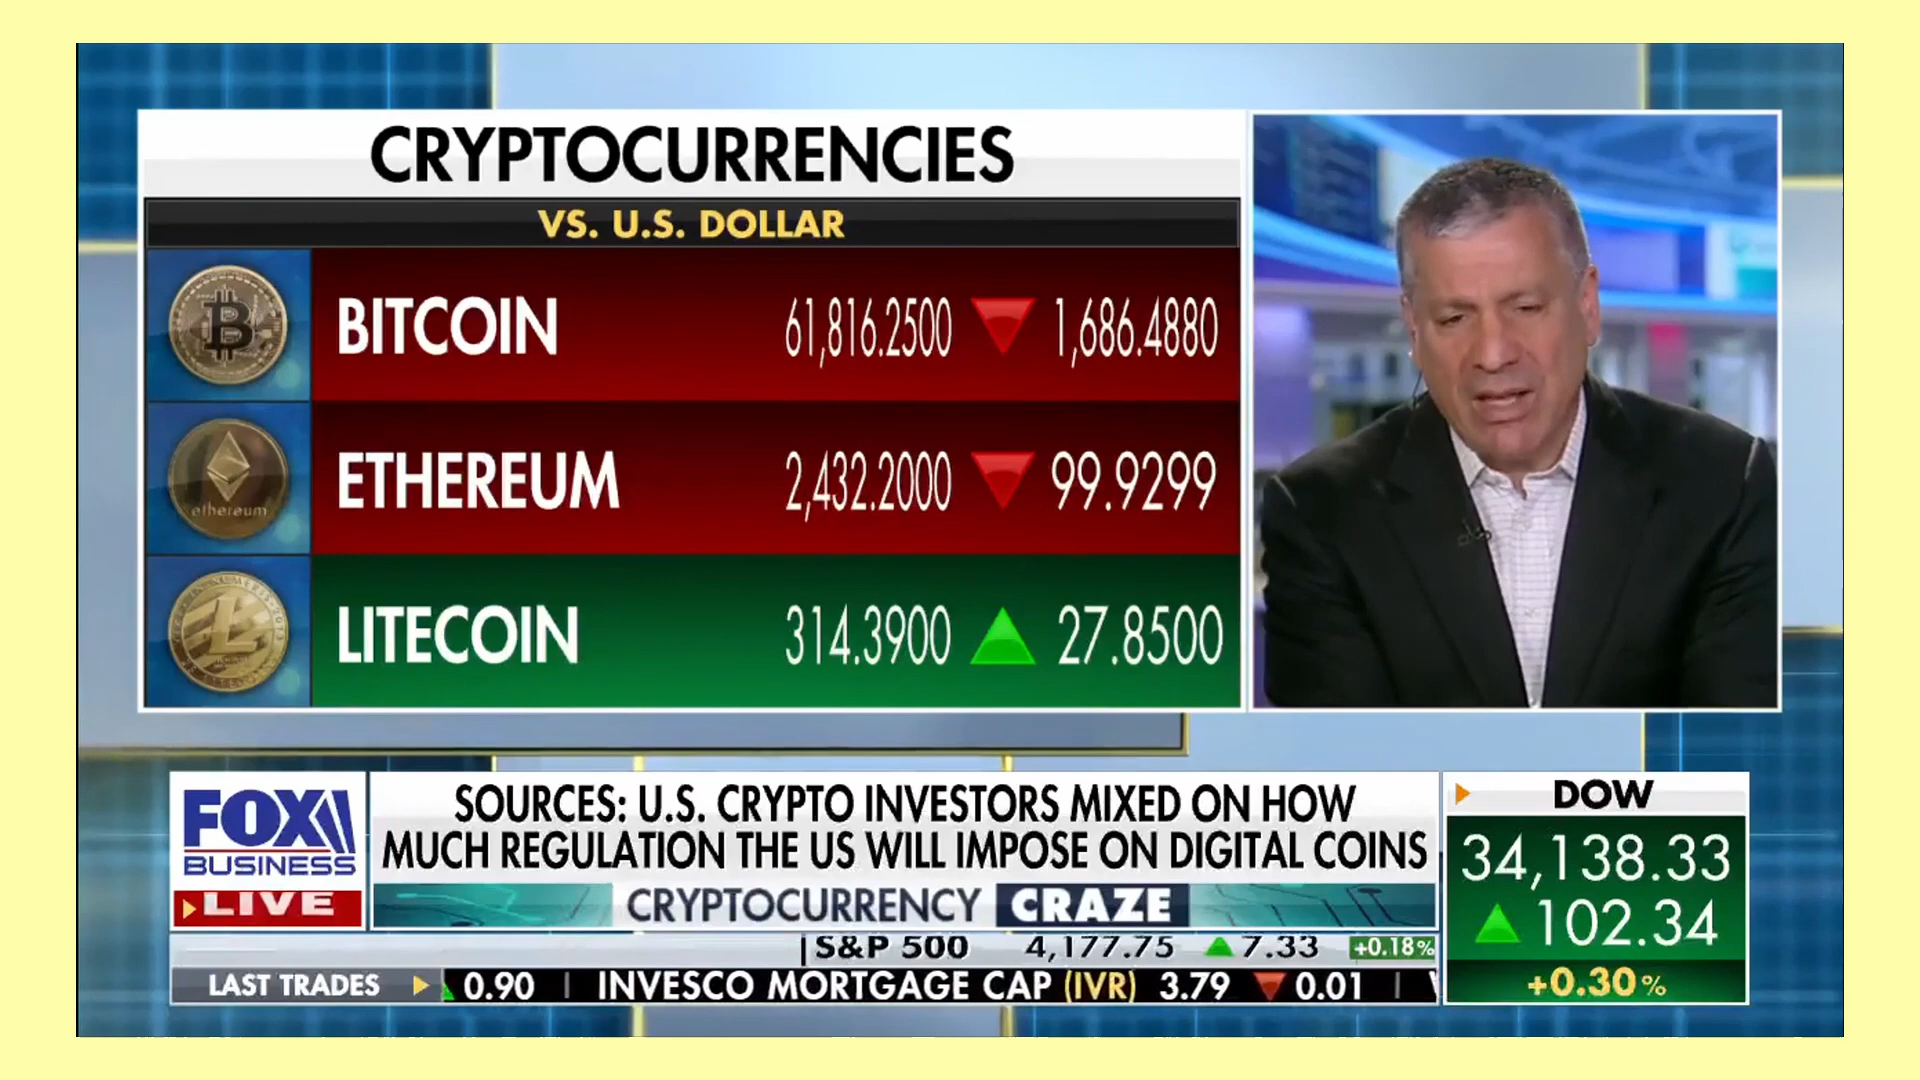 CRYPTOCURRENCIES
VS. U.S. DOLLAR
BITCOIN 61,816.2500 ▼ 1,686.4880
ETHEREUM 2,432.2000 ▼ 99.9299
ethereum
LITECOIN 314.3900 ▲ 27.8500
FOX BUSINESS
LIVE
SOURCES: U.S. CRYPTO INVESTORS MIXED ON HOW
MUCH REGULATION THE US WILL IMPOSE ON DIGITAL COINS
CRYPTOCURRENCY CRAZE
S&P 500 4,177.75 ▲ 7.33 +0.18%
LAST TRADES 0.90 | INVESCO MORTGAGE CAP (IVR) 3.79 ▼ 0.01 |
DOW
34,138.33
▲ 102.34
+0.30%